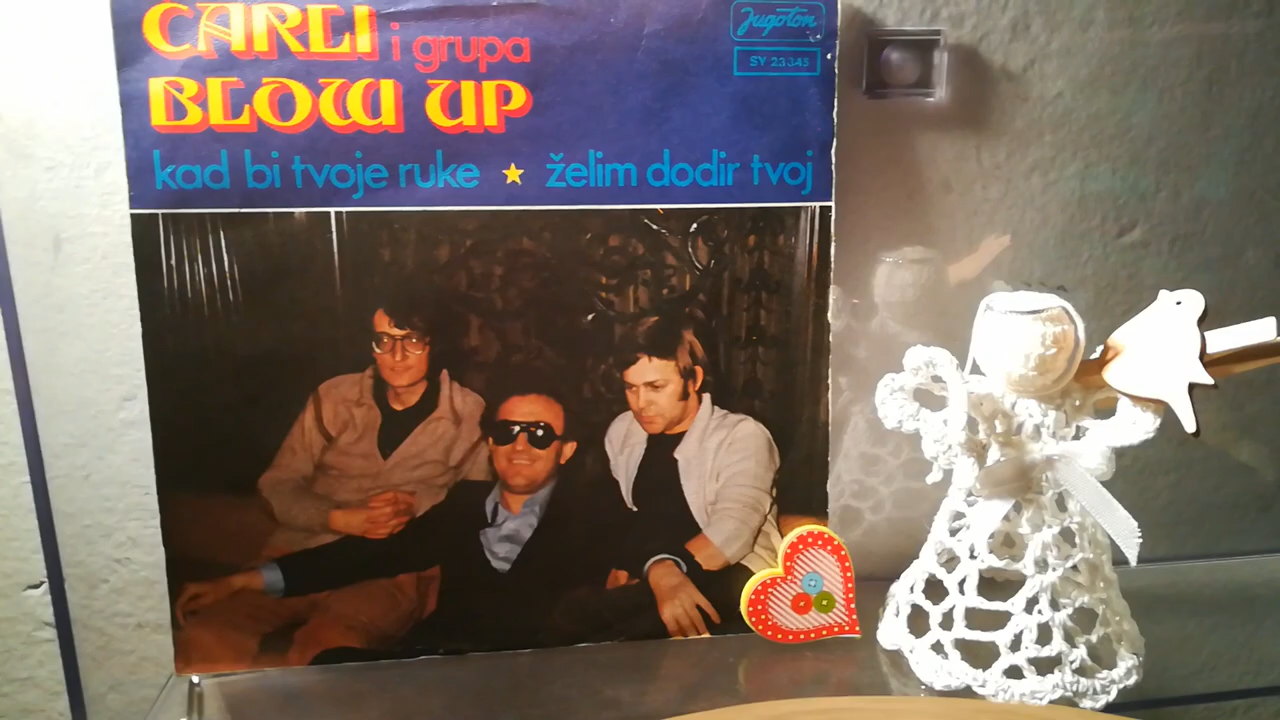 CARLI i grupa
BLOW UP
kad bi tvoje ruke ★ želim dodir tvoj
Jugoton
SY 23345